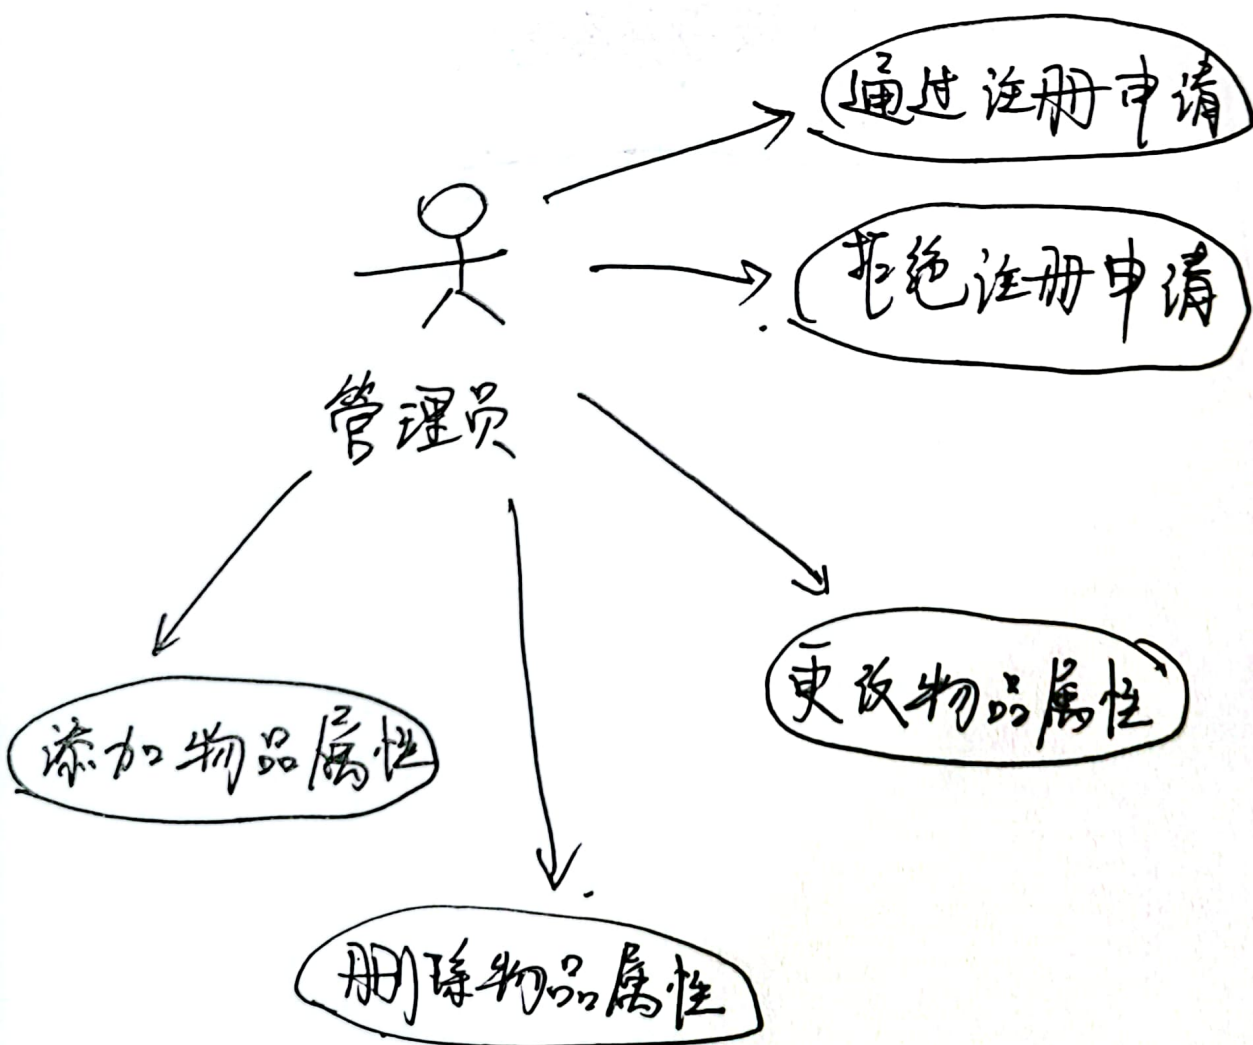 通过注册申请
拒绝注册申请
管理员
更改物品属性
添加物品属性
删除物品属性